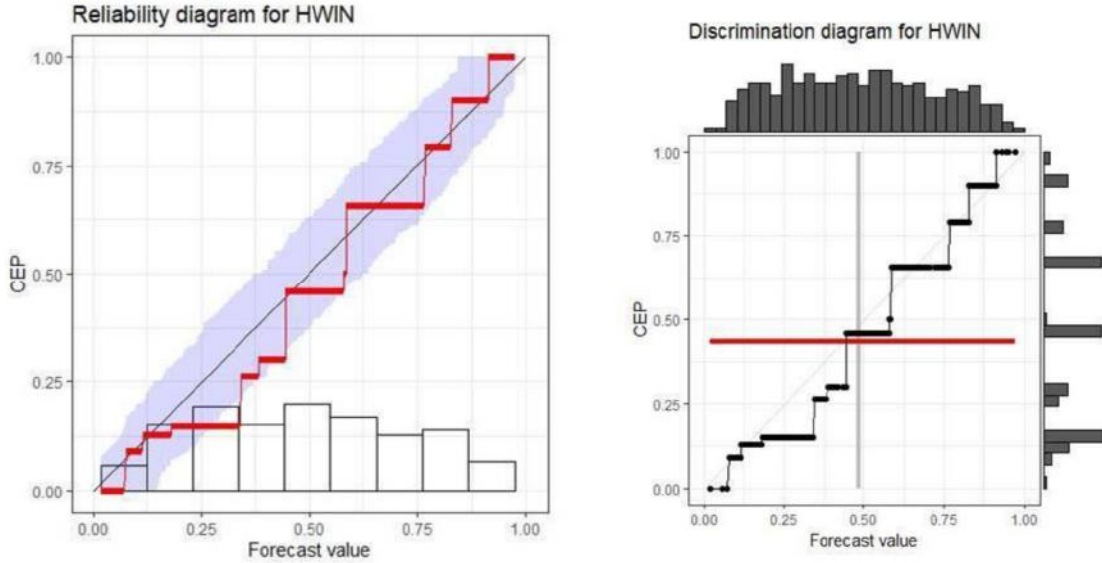 Reliability diagram for HWIN
1.00
0.75
0.50
0.25
0.00
CEP
0.00 0.25 0.50 0.75 1.00
Forecast value
Discrimination diagram for HWIN
1.00
0.75
0.50
0.25
0.00
CEP
0.00 0.25 0.50 0.75 1.00
Forecast value